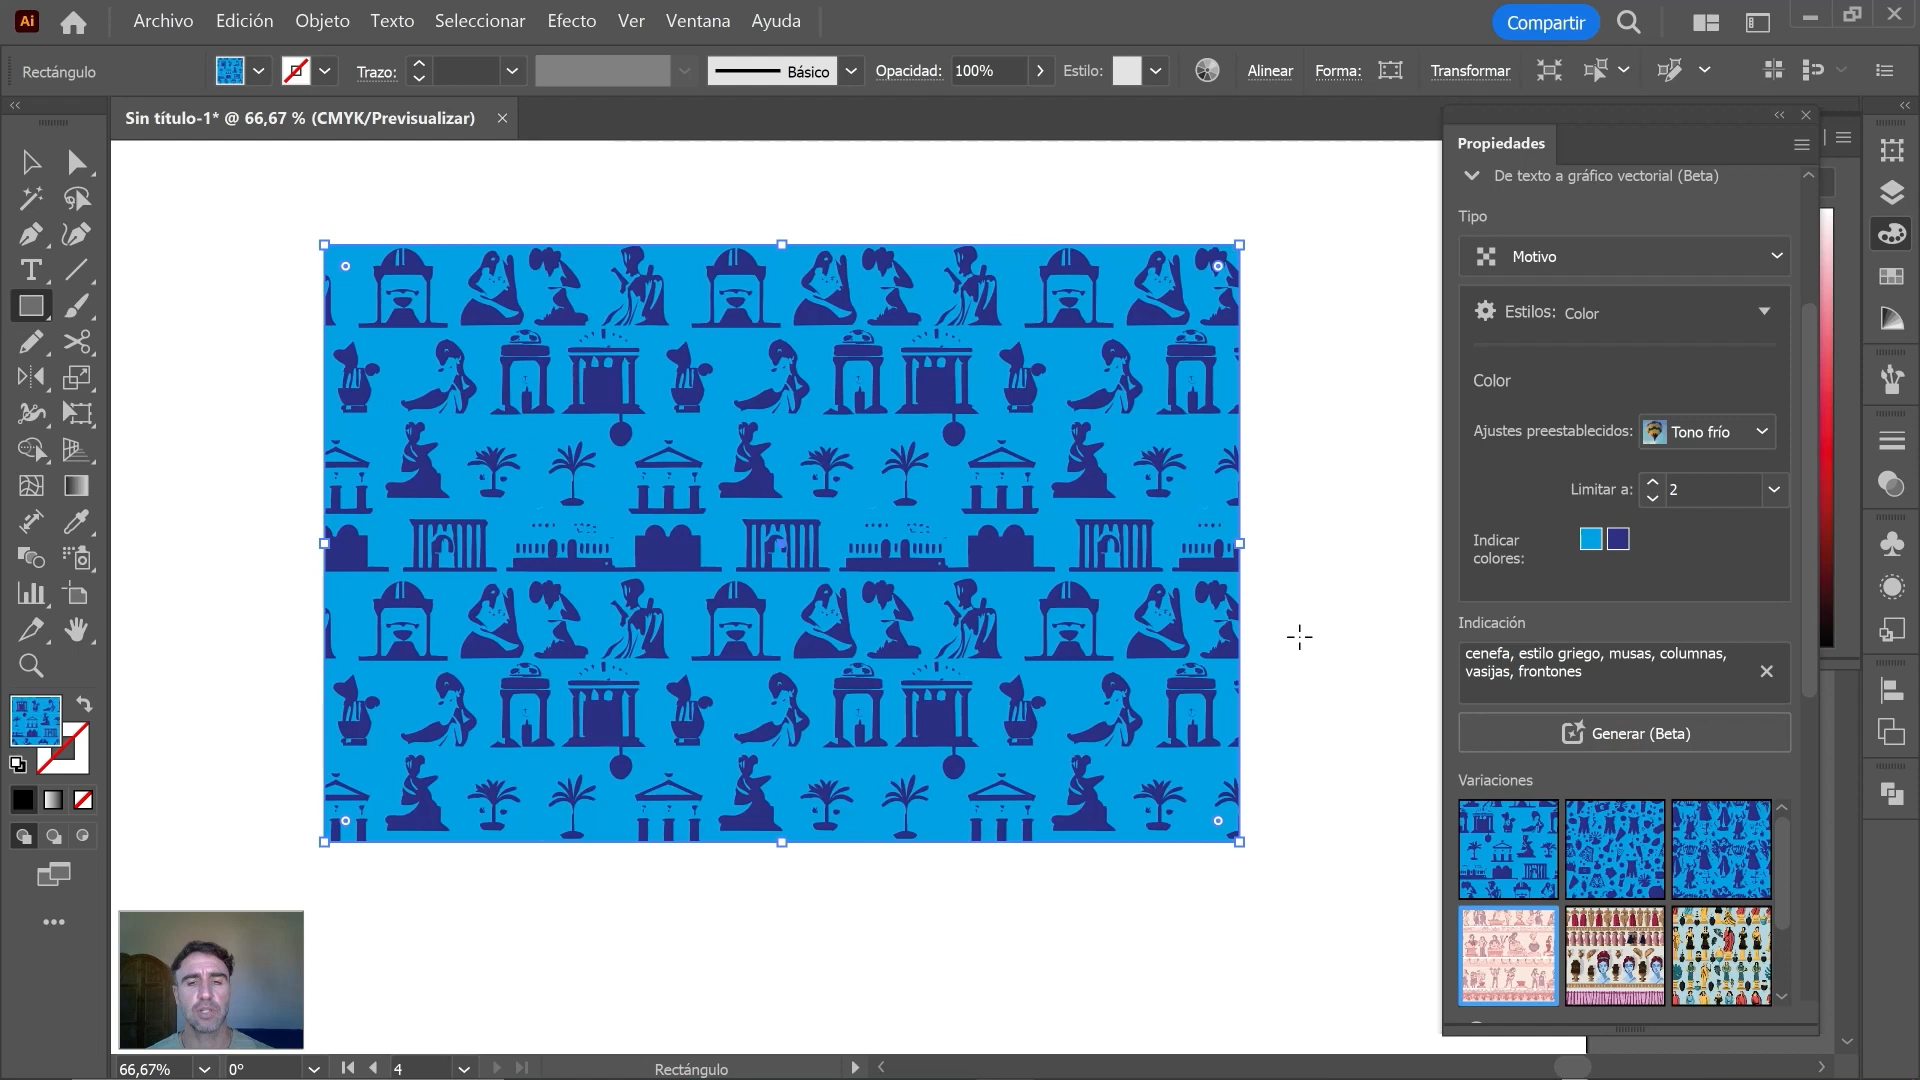 Ai
Archivo
Edición
Objeto
Texto
Seleccionar
Efecto
Ver
Ventana
Ayuda
Compartir
Rectángulo
Trazo:
Básico
Opacidad:
100%
Estilo:
Alinear
Forma:
Transformar
Sin título-1* @ 66,67 % (CMYK/Previsualizar)
Propiedades
De texto a gráfico vectorial (Beta)
Tipo
Motivo
Estilos: Color
Color
Ajustes preestablecidos:
Tono frío
Limitar a:
2
Indicar
colores:
Indicación
cenefa, estilo griego, musas, columnas,
vasijas, frontones
Generar (Beta)
Variaciones
66,67%
0°
4
Rectángulo